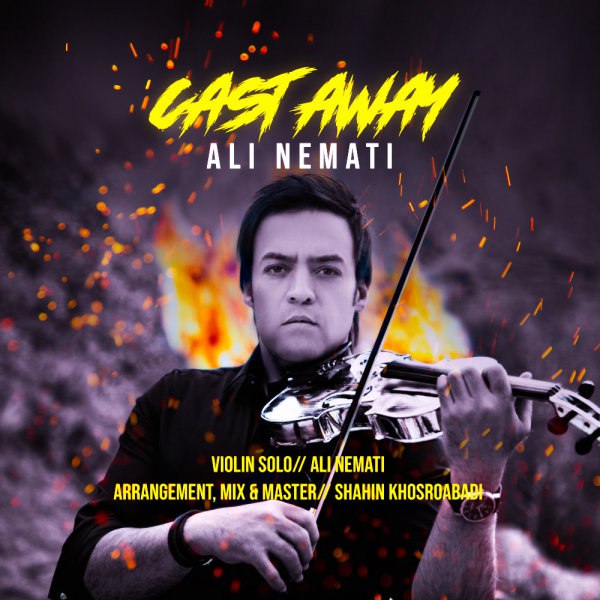 CAST AWAY
ALI NEMATI
VIOLIN SOLO// ALI NEMATI
ARRANGEMENT, MIX & MASTER// SHAHIN KHOSROABADI